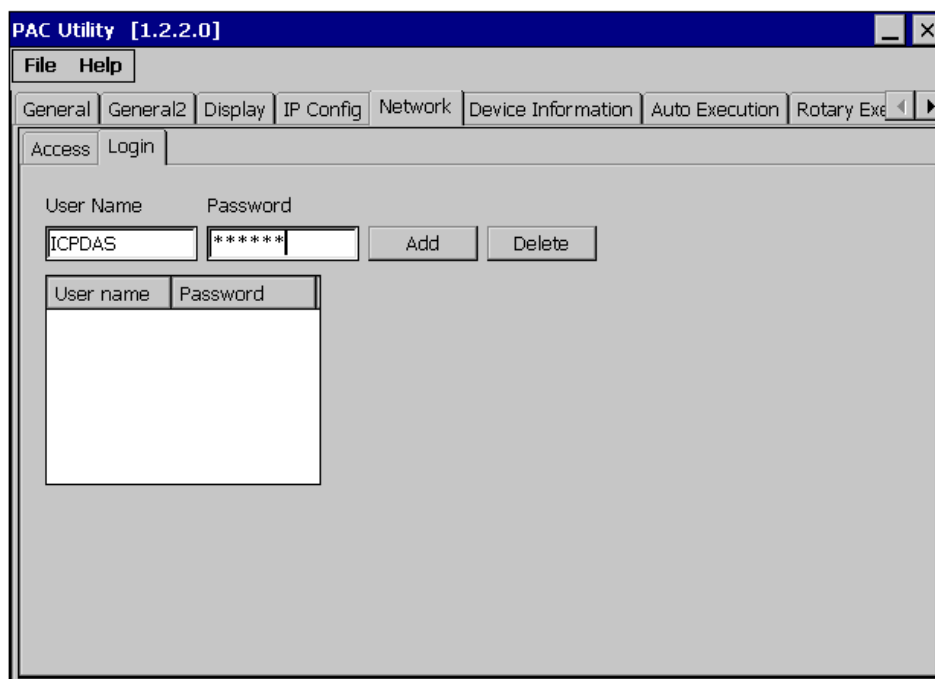 PAC Utility [1.2.2.0]
File Help
General General2 Display IP Config Network Device Information Auto Execution Rotary Exe
Access Login
User Name Password
ICPDAS ****** Add Delete
User name Password